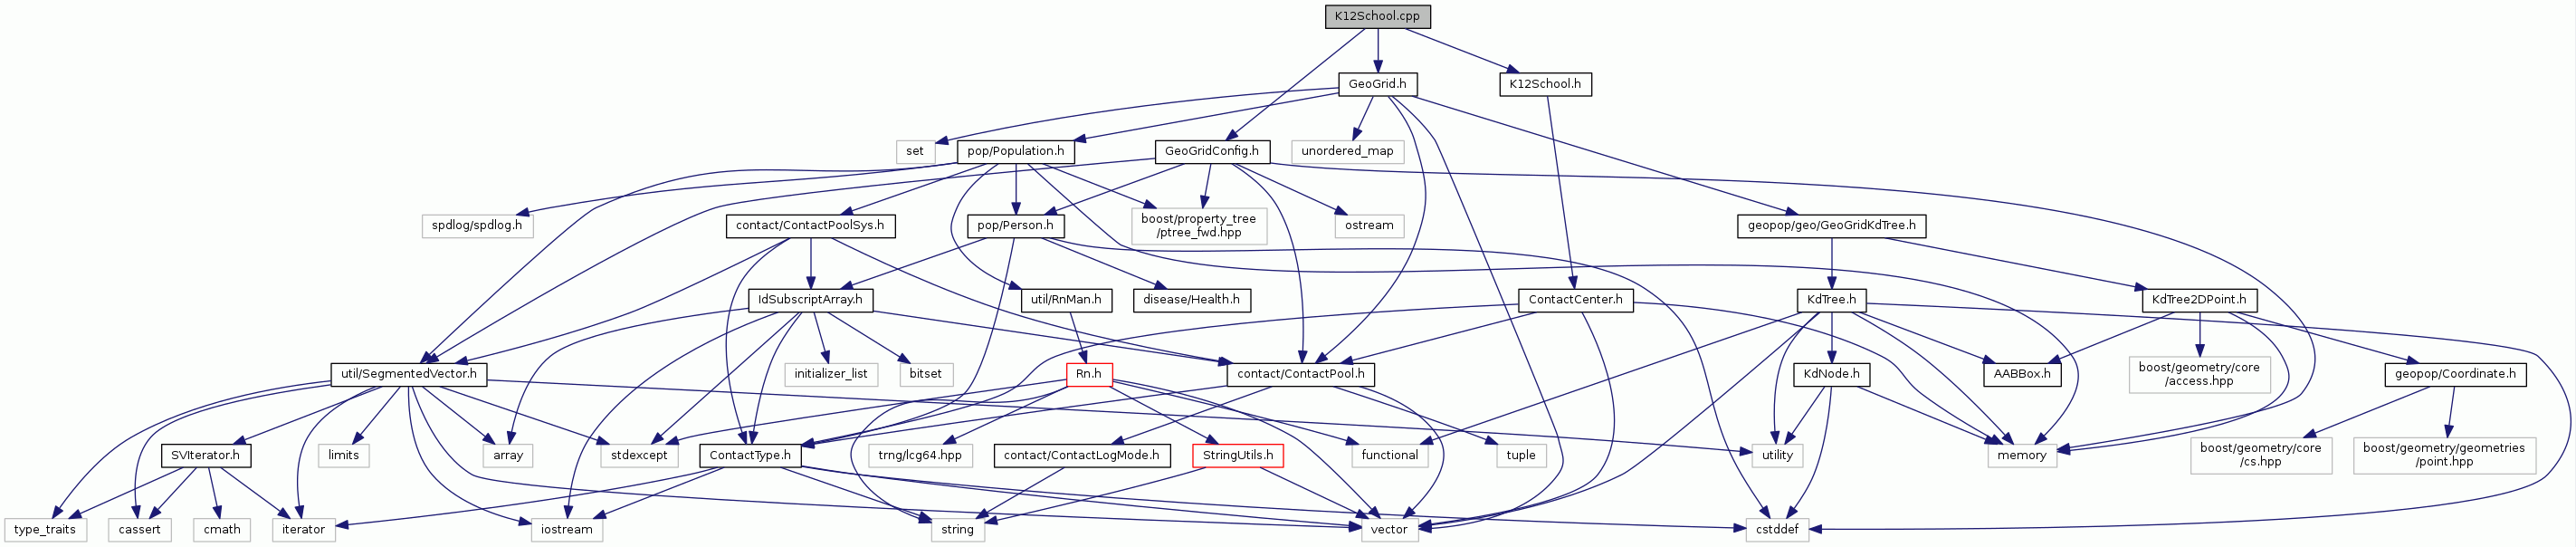 K12School.cpp
GeoGrid.h
K12School.h
set
pop/Population.h
GeoGridConfig.h
unordered_map
spdlog/spdlog.h
contact/ContactPoolSys.h
pop/Person.h
boost/property_tree
/ptree_fwd.hpp
ostream
geopop/geo/GeoGridKdTree.h
IdSubscriptArray.h
util/RnMan.h
disease/Health.h
ContactCenter.h
KdTree.h
KdTree2DPoint.h
util/SegmentedVector.h
initializer_list
bitset
Rn.h
contact/ContactPool.h
KdNode.h
AABBox.h
boost/geometry/core
/access.hpp
geopop/Coordinate.h
SVIterator.h
limits
array
stdexcept
ContactType.h
trng/lcg64.hpp
contact/ContactLogMode.h
StringUtils.h
functional
tuple
utility
memory
boost/geometry/core
/cs.hpp
boost/geometry/geometries
/point.hpp
type_traits
cassert
cmath
iterator
iostream
string
vector
cstddef